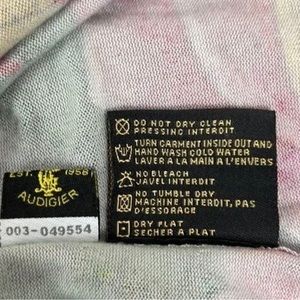 EST. 1958
AUDIGIER
003-049554
DO NOT DRY CLEAN
PRESSING INTERDIT
TURN GARMENT INSIDE OUT AND
HAND WASH COLD WATER
LAVER A LA MAIN A L'ENVERS
NO BLEACH
JAVEL INTERDIT
NO TUMBLE DRY
MACHINE INTERDIT, PAS
D'ESSORAGE
DRY FLAT
SECHER A PLAT